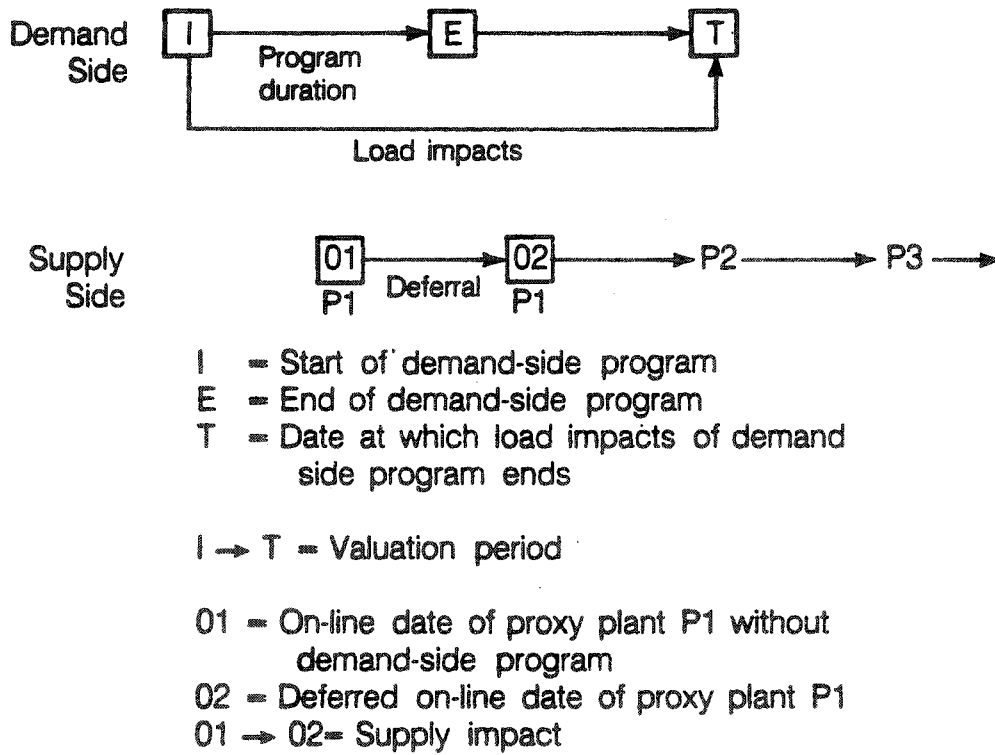 Demand
Side
I
E
T
Program
duration
Load impacts
Supply
Side
01
02
P2
P3
Deferral
P1
P1
I = Start of demand-side program
E = End of demand-side program
T = Date at which load impacts of demand
side program ends
I → T = Valuation period
01 = On-line date of proxy plant P1 without
demand-side program
02 = Deferred on-line date of proxy plant P1
01 → 02= Supply impact